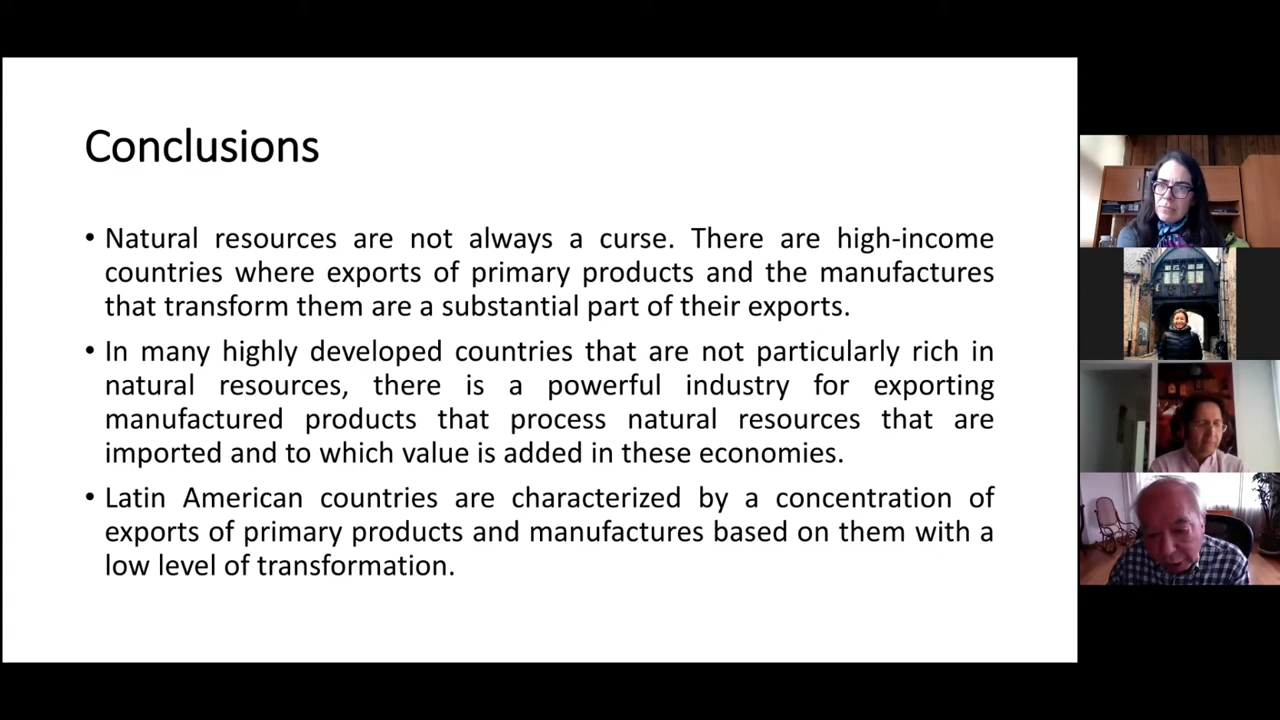 Conclusions
• Natural resources are not always a curse. There are high-income
countries where exports of primary products and the manufactures
that transform them are a substantial part of their exports.
• In many highly developed countries that are not particularly rich in
natural resources, there is a powerful industry for exporting
manufactured products that process natural resources that are
imported and to which value is added in these economies.
• Latin American countries are characterized by a concentration of
exports of primary products and manufactures based on them with a
low level of transformation.